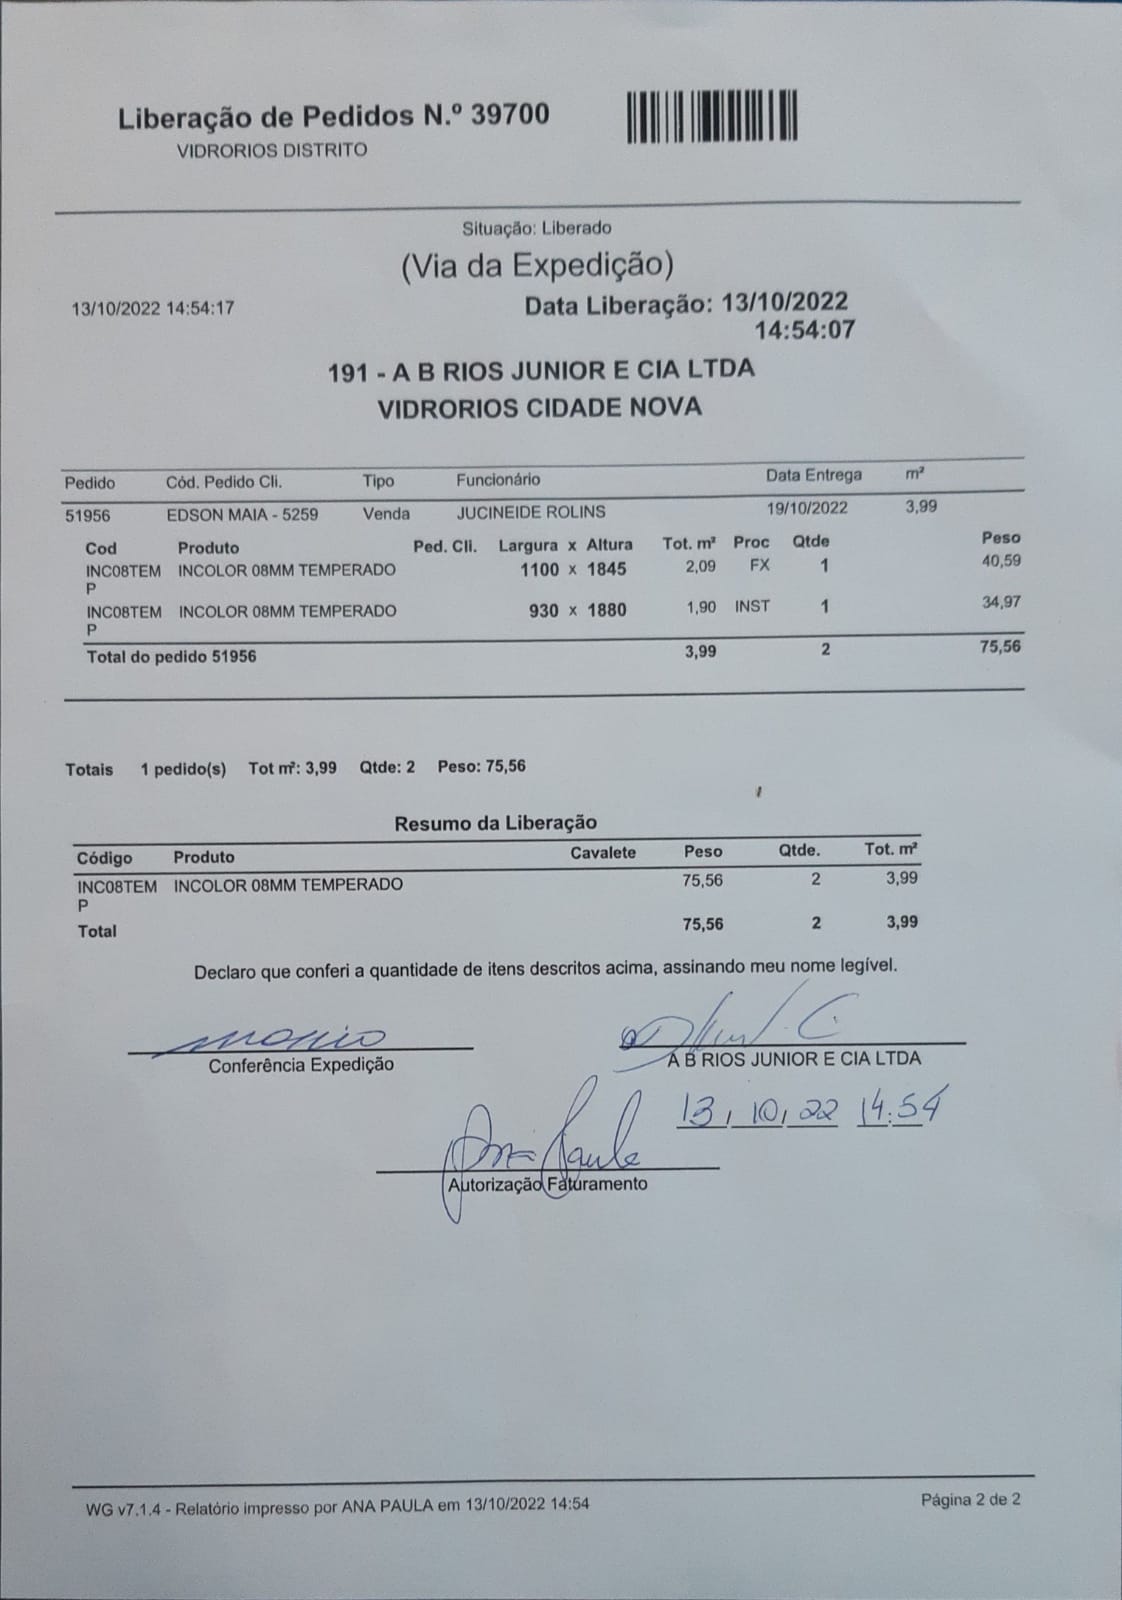 Liberação de Pedidos N.º 39700
VIDRORIOS DISTRITO
Situação: Liberado
(Via da Expedição)
13/10/2022 14:54:17 Data Liberação: 13/10/2022
14:54:07
191 - A B RIOS JUNIOR E CIA LTDA
VIDRORIOS CIDADE NOVA
Pedido Cód. Pedido Cli. Tipo Funcionário Data Entrega m²
51956 EDSON MAIA - 5259 Venda JUCINEIDE ROLINS 19/10/2022 3,99
Cod Produto Ped. Cli. Largura x Altura Tot. m² Proc Qtde Peso
INC08TEM INCOLOR 08MM TEMPERADO 1100 x 1845 2,09 FX 1 40,59
P
INC08TEM INCOLOR 08MM TEMPERADO 930 x 1880 1,90 INST 1 34,97
P
Total do pedido 51956 3,99 2 75,56
Totais 1 pedido(s) Tot m²: 3,99 Qtde: 2 Peso: 75,56
Resumo da Liberação
Código Produto Cavalete Peso Qtde. Tot. m²
INC08TEM INCOLOR 08MM TEMPERADO 75,56 2 3,99
P
Total 75,56 2 3,99
Declaro que conferi a quantidade de itens descritos acima, assinando meu nome legível.
Conferência Expedição A B RIOS JUNIOR E CIA LTDA
13, 10, 22 14:54
Ana Paula
Autorização Faturamento
WG v7.1.4 - Relatório impresso por ANA PAULA em 13/10/2022 14:54 Página 2 de 2